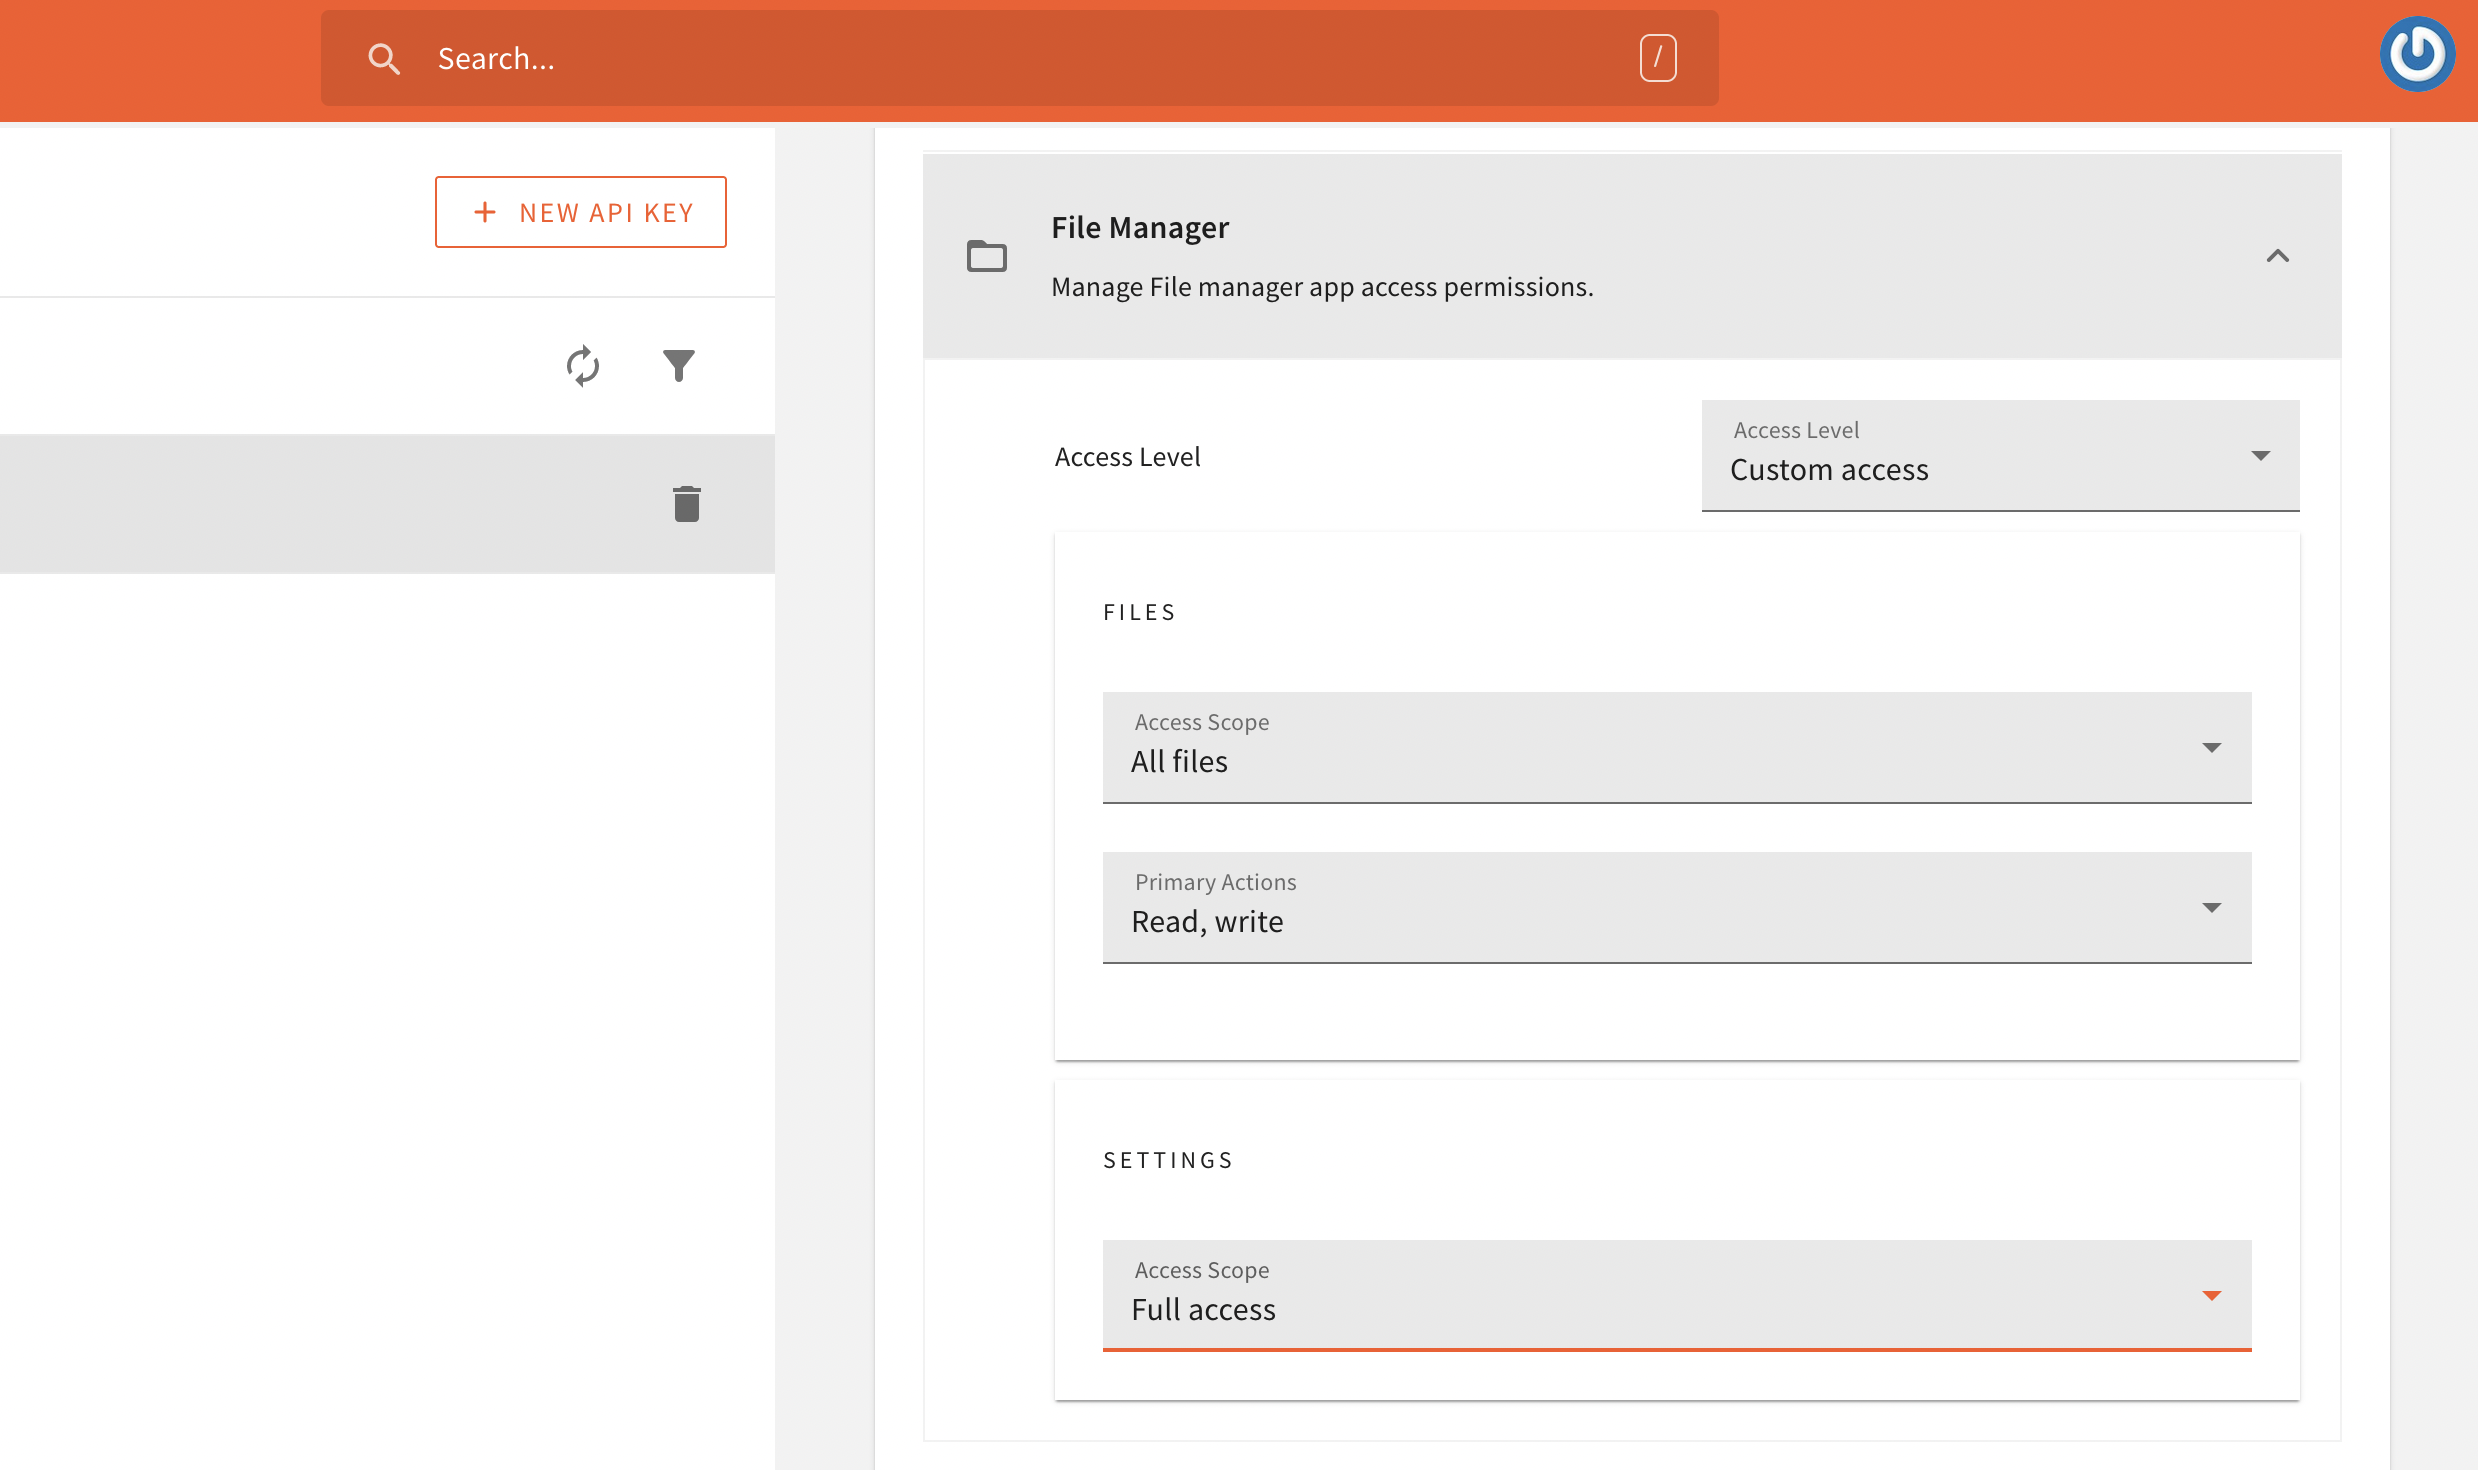 Search...
/
NEW API KEY
File Manager
Manage File manager app access permissions.
Access Level
Access Level
Custom access
FILES
Access Scope
All files
Primary Actions
Read, write
SETTINGS
Access Scope
Full access